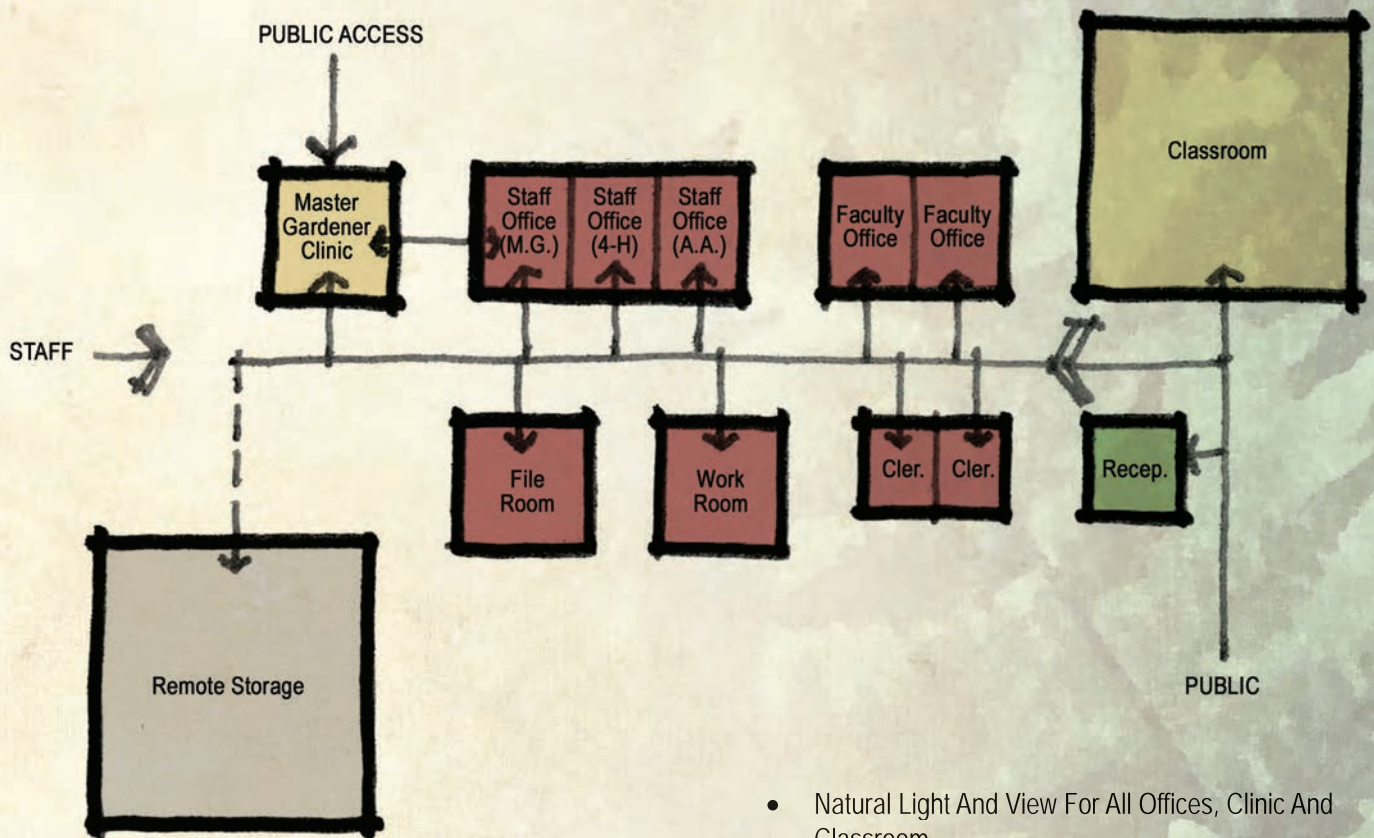 PUBLIC ACCESS
Classroom
Master
Gardener
Clinic
Staff
Office
(M.G.)
Staff
Office
(4-H)
Staff
Office
(A.A.)
Faculty
Office
Faculty
Office
STAFF
File
Room
Work
Room
Cler.
Cler.
Recep.
Remote Storage
PUBLIC
• Natural Light And View For All Offices, Clinic And